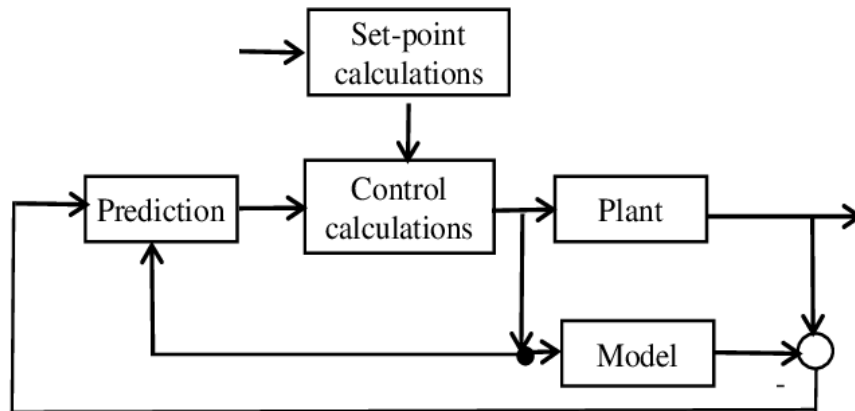 Set-point
calculations
Prediction
Control
calculations
Plant
Model
-